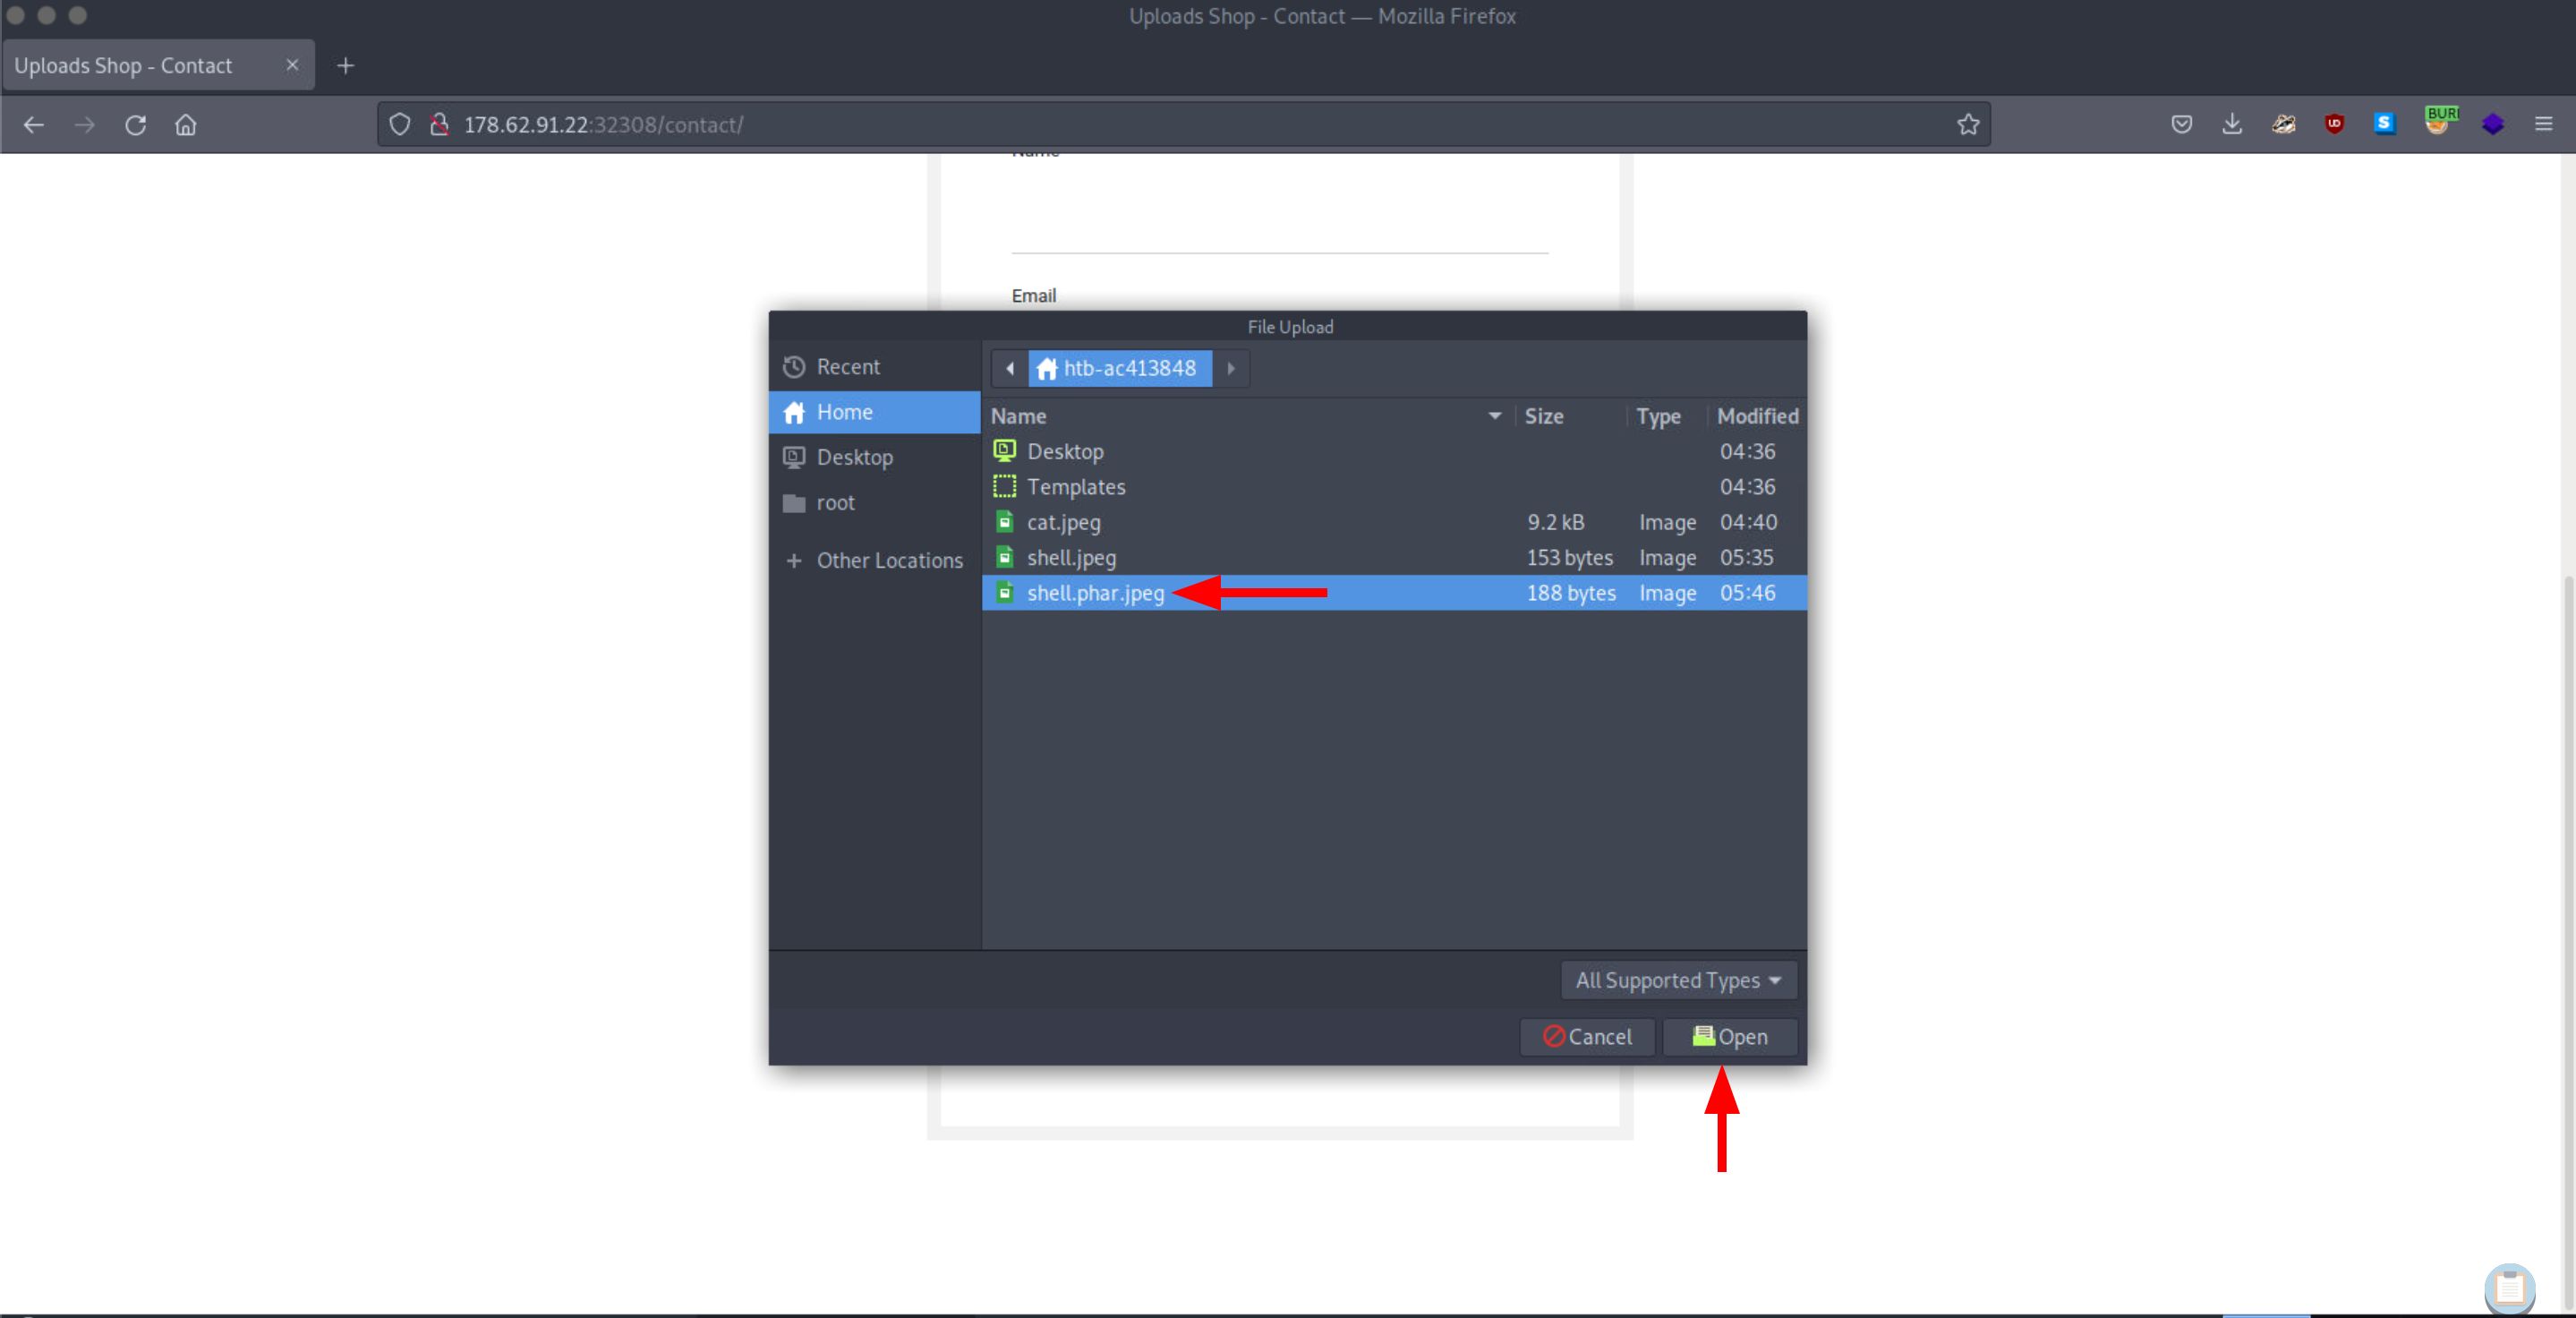 Uploads Shop - Contact — Mozilla Firefox
Uploads Shop - Contact
178.62.91.22:32308/contact/
BURI
Name
Email
File Upload
Recent
Home
Desktop
root
Other Locations
htb-ac413848
Name Size Type Modified
Desktop 04:36
Templates 04:36
cat.jpeg 9.2 kB Image 04:40
shell.jpeg 153 bytes Image 05:35
shell.phar.jpeg 188 bytes Image 05:46
All Supported Types
Cancel
Open